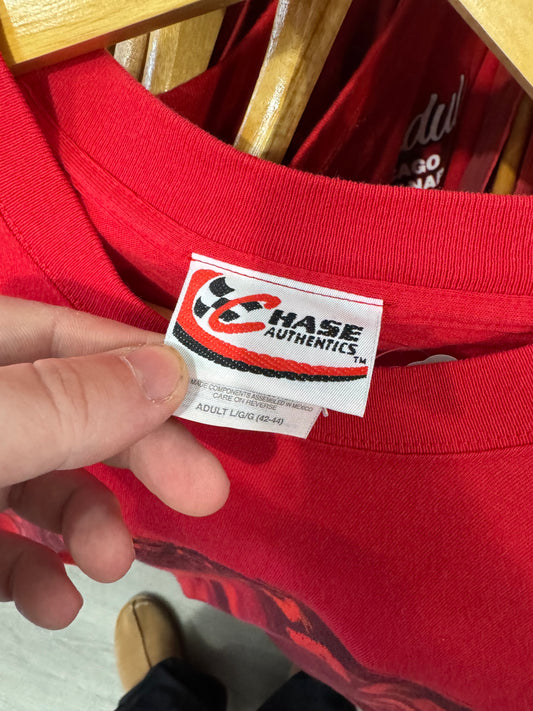 CHASE
AUTHENTICS
TM
MADE COMPONENTS ASSEMBLED IN MEXICO
CARE ON REVERSE
ADULT L/G/G (42-44)